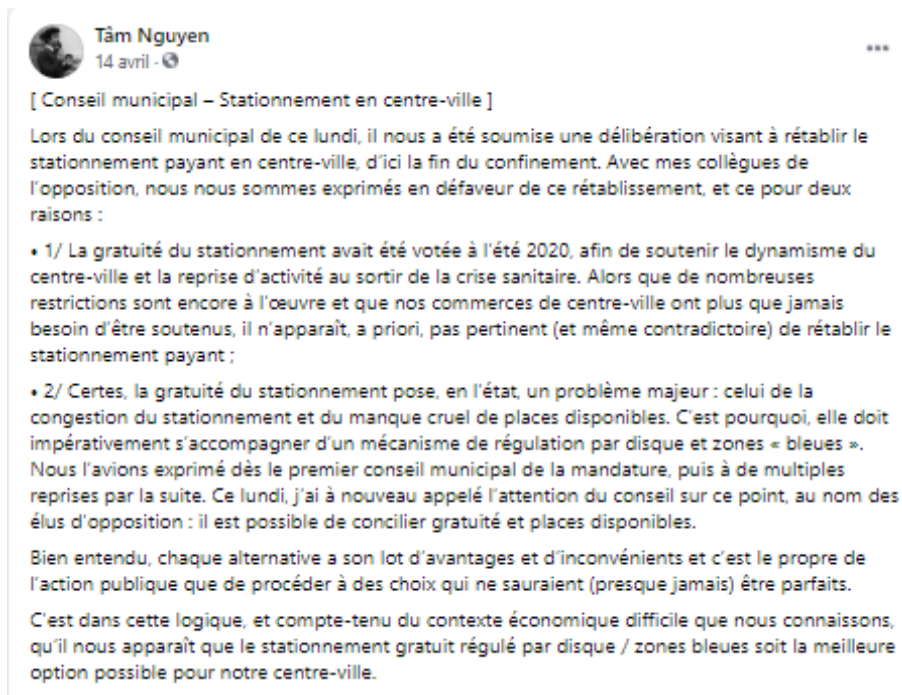 Tâm Nguyen
14 avril ·
[ Conseil municipal – Stationnement en centre-ville ]
Lors du conseil municipal de ce lundi, il nous a été soumise une délibération visant à rétablir le
stationnement payant en centre-ville, d'ici la fin du confinement. Avec mes collègues de
l'opposition, nous nous sommes exprimés en défaveur de ce rétablissement, et ce pour deux
raisons :
• 1/ La gratuité du stationnement avait été votée à l'été 2020, afin de soutenir le dynamisme du
centre-ville et la reprise d'activité au sortir de la crise sanitaire. Alors que de nombreuses
restrictions sont encore à l'œuvre et que nos commerces de centre-ville ont plus que jamais
besoin d'être soutenus, il n'apparaît, a priori, pas pertinent (et même contradictoire) de rétablir le
stationnement payant ;
• 2/ Certes, la gratuité du stationnement pose, en l'état, un problème majeur : celui de la
congestion du stationnement et du manque cruel de places disponibles. C'est pourquoi, elle doit
impérativement s'accompagner d'un mécanisme de régulation par disque et zones « bleues ».
Nous l'avions exprimé dès le premier conseil municipal de la mandature, puis à de multiples
reprises par la suite. Ce lundi, j'ai à nouveau appelé l'attention du conseil sur ce point, au nom des
élus d'opposition : il est possible de concilier gratuité et places disponibles.
Bien entendu, chaque alternative a son lot d'avantages et d'inconvénients et c'est le propre de
l'action publique que de procéder à des choix qui ne sauraient (presque jamais) être parfaits.
C'est dans cette logique, et compte-tenu du contexte économique difficile que nous connaissons,
qu'il nous apparaît que le stationnement gratuit régulé par disque / zones bleues soit la meilleure
option possible pour notre centre-ville.